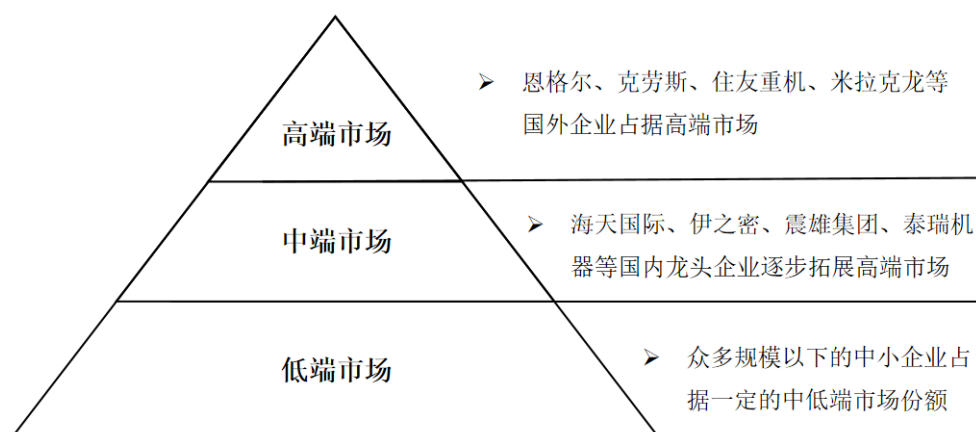 高端市场
➢ 恩格尔、克劳斯、住友重机、米拉克龙等
国外企业占据高端市场
中端市场
➢ 海天国际、伊之密、震雄集团、泰瑞机
器等国内龙头企业逐步拓展高端市场
低端市场
➢ 众多规模以下的中小企业占
据一定的中低端市场份额